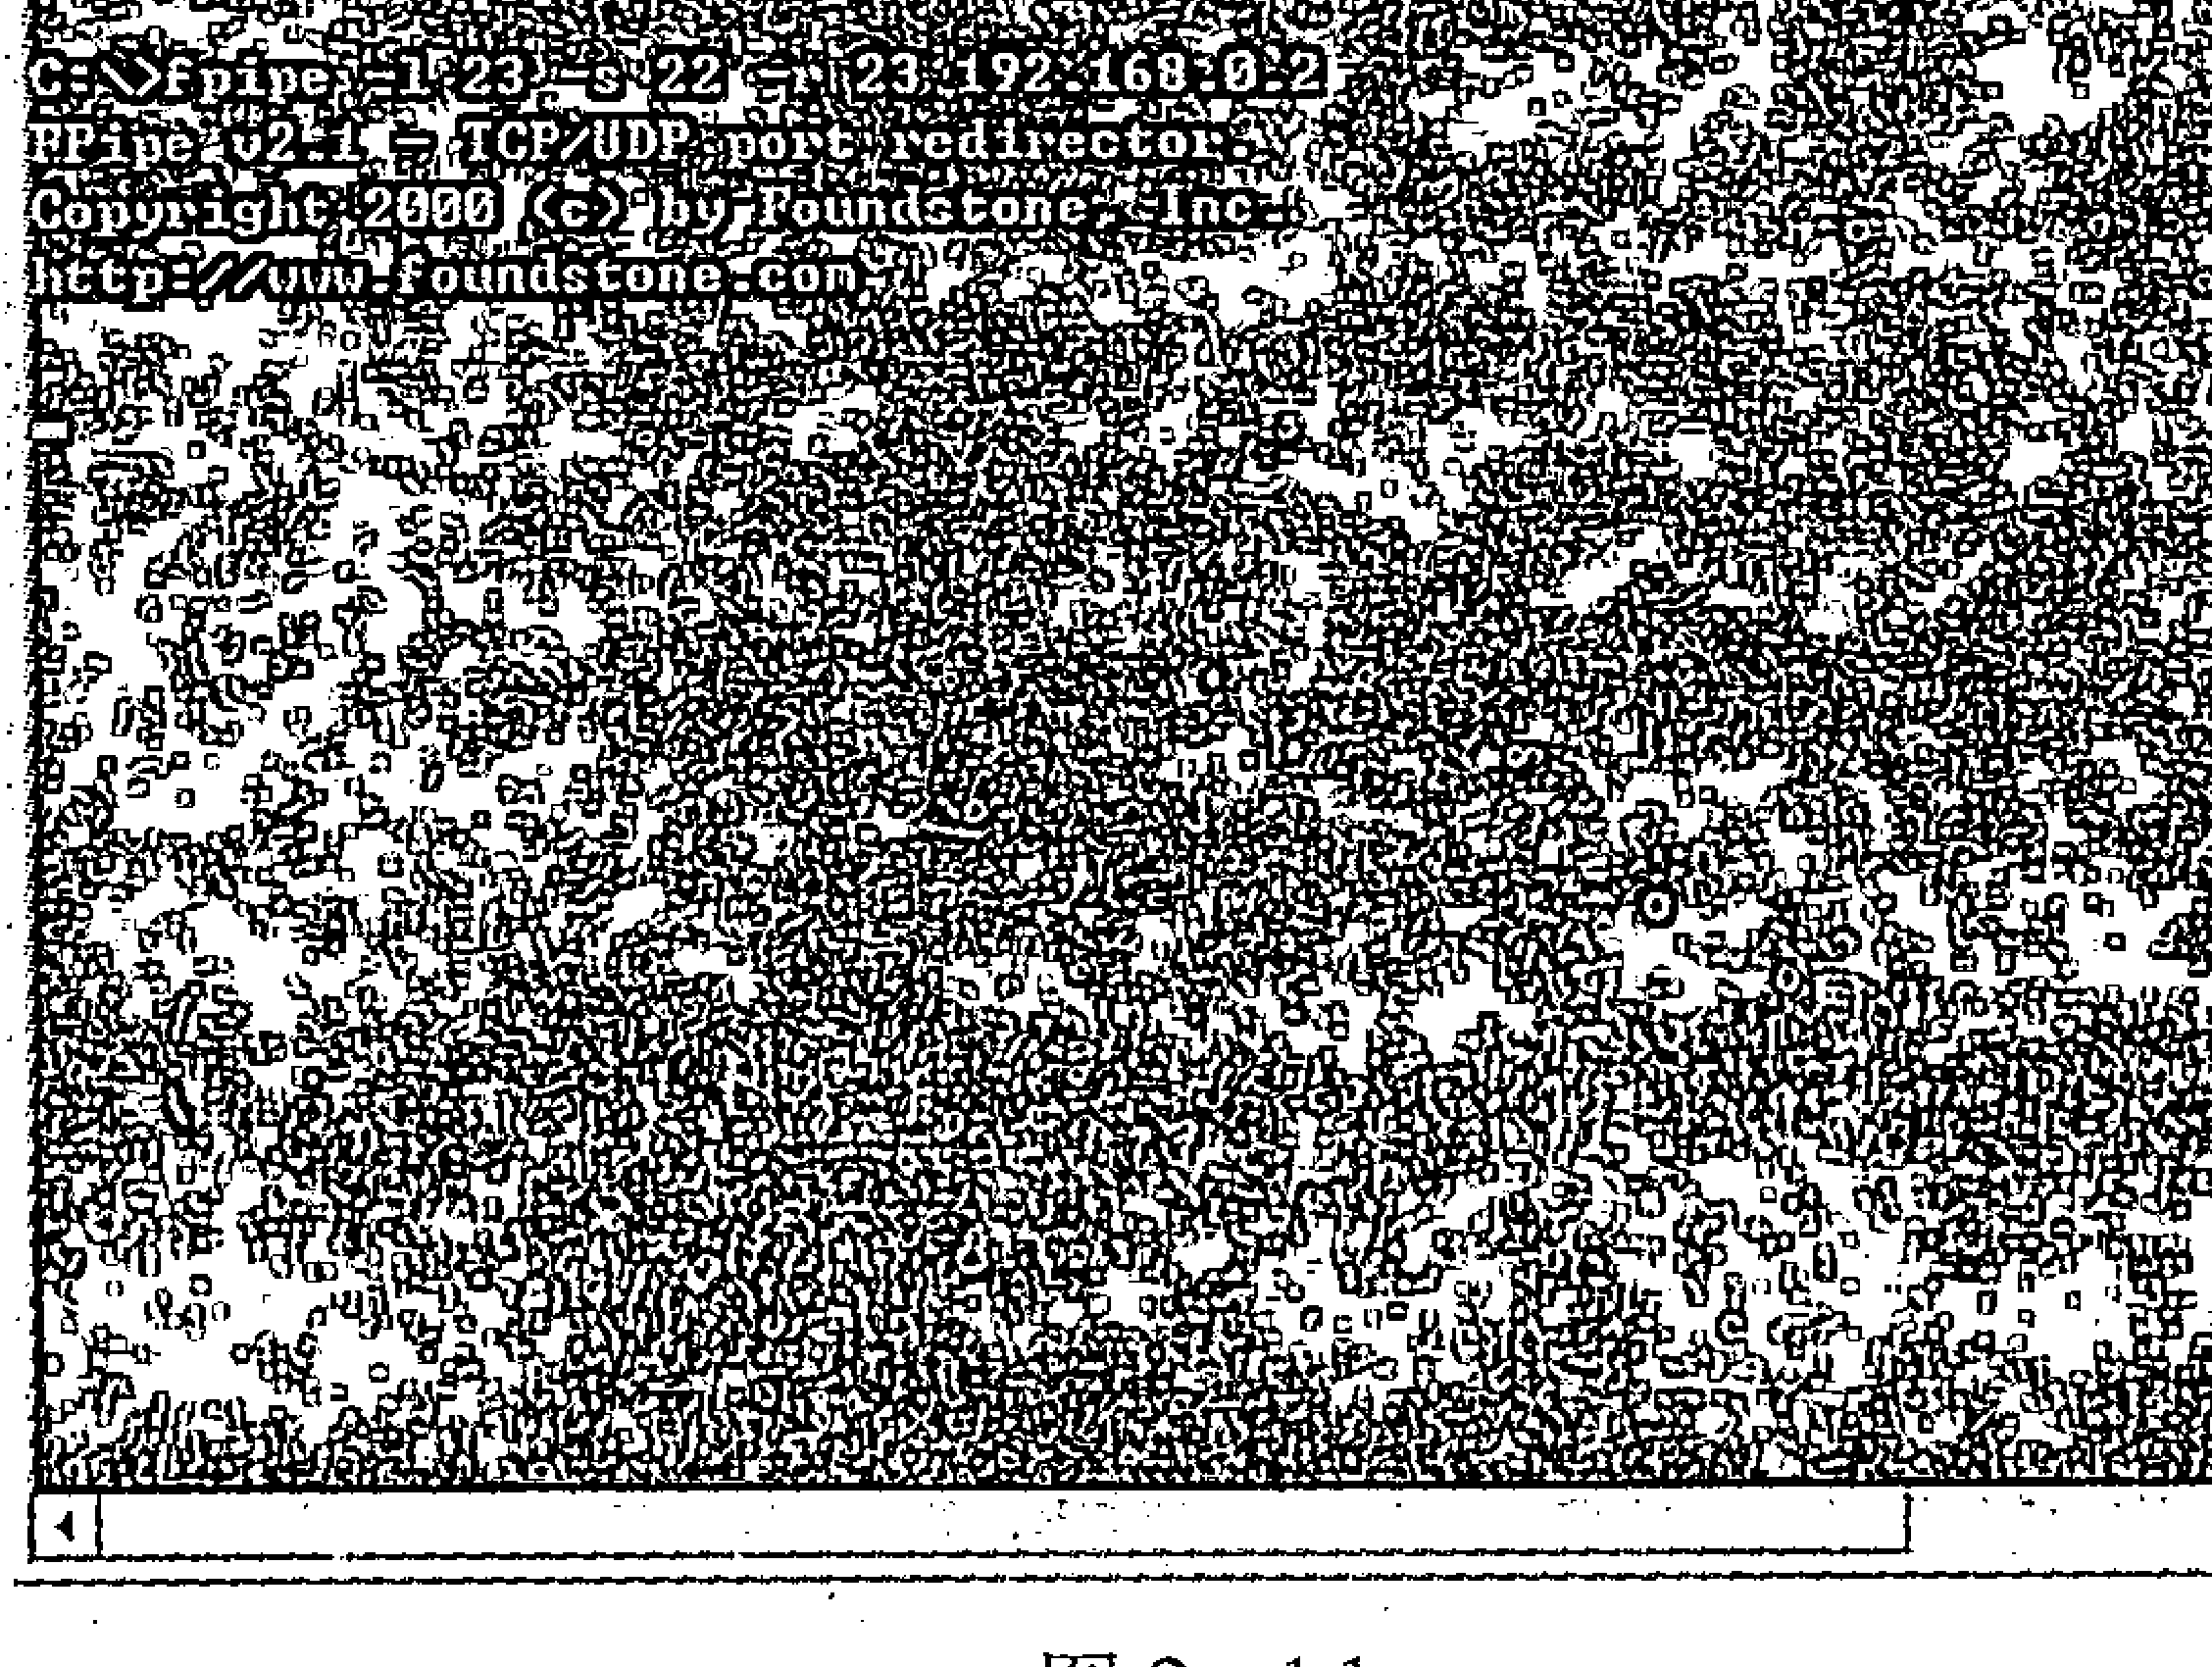 C:\>fpipe -l 23 -s 22 -r 23 192.168.0.2
FPipe v2.1 - TCP/UDP port redirector.
Copyright 2000 (c) by Foundstone, Inc.
http://www.foundstone.com